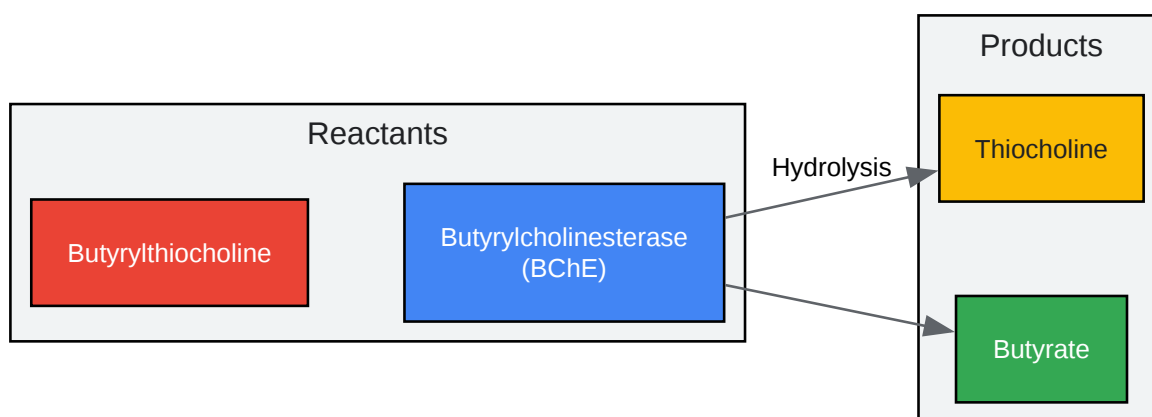 Reactants
Butyrylthiocholine
Butyrylcholinesterase
(BChE)
Hydrolysis
Products
Thiocholine
Butyrate